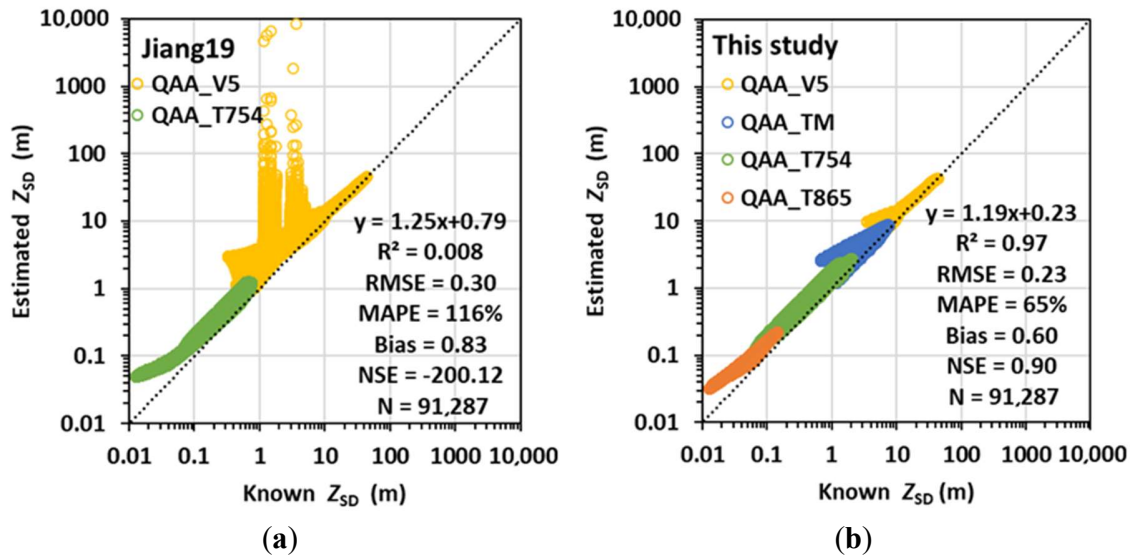 10,000
1000
100
10
1
0.1
0.01
Estimated Z_SD (m)
Jiang19
QAA_V5
QAA_T754
y = 1.25x+0.79
R² = 0.008
RMSE = 0.30
MAPE = 116%
Bias = 0.83
NSE = -200.12
N = 91,287
0.01 0.1 1 10 100 1000 10,000
Known Z_SD (m)
(a)
10,000
1000
100
10
1
0.1
0.01
Estimated Z_SD (m)
This study
QAA_V5
QAA_TM
QAA_T754
QAA_T865
y = 1.19x+0.23
R² = 0.97
RMSE = 0.23
MAPE = 65%
Bias = 0.60
NSE = 0.90
N = 91,287
0.01 0.1 1 10 100 1000 10,000
Known Z_SD (m)
(b)